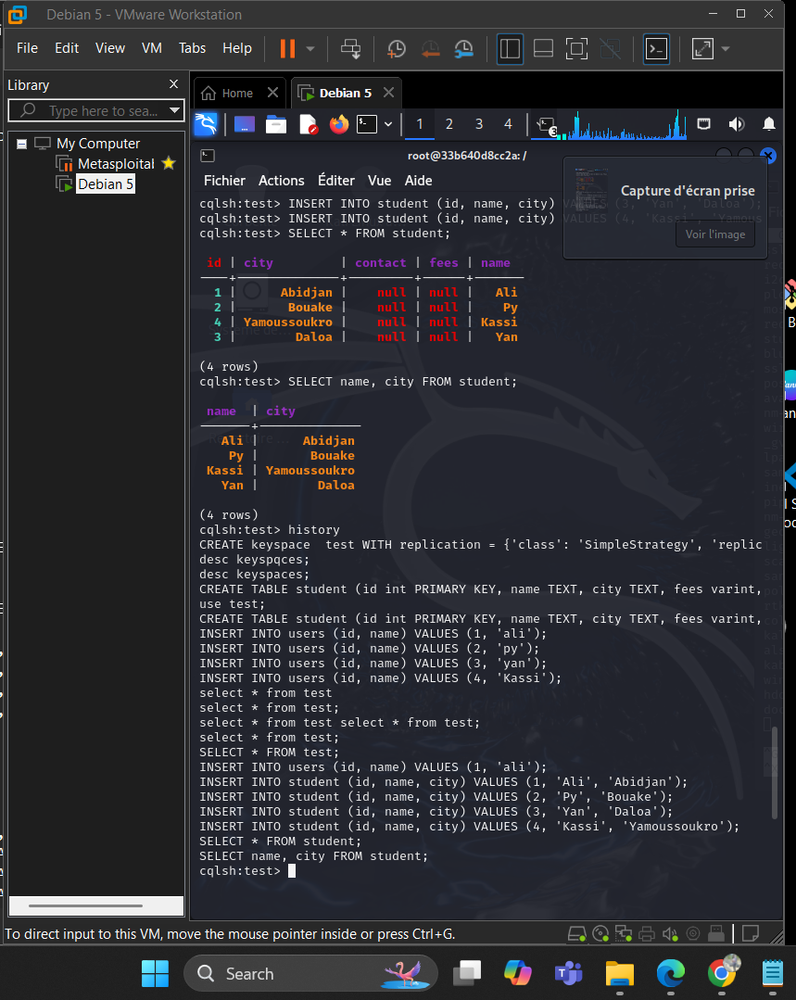 Debian 5 - VMware Workstation
File Edit View VM Tabs Help
Library
Type here to sea...
My Computer
Metasploital
Debian 5
Home
Debian 5
1 2 3 4
3
root@33b640d8cc2a: /
Fichier Actions Éditer Vue Aide
Capture d'écran prise
Voir l'image
cqlsh:test> INSERT INTO student (id, name, city) VALUES (3, 'Yan', 'Daloa');
cqlsh:test> INSERT INTO student (id, name, city) VALUES (4, 'Kassi', 'Yamous
cqlsh:test> SELECT * FROM student;
id | city | contact | fees | name
1 | Abidjan | null | null | Ali
2 | Bouake | null | null | Py
4 | Yamoussoukro | null | null | Kassi
3 | Daloa | null | null | Yan
(4 rows)
cqlsh:test> SELECT name, city FROM student;
name | city
Ali | Abidjan
Py | Bouake
Kassi | Yamoussoukro
Yan | Daloa
(4 rows)
cqlsh:test> history
CREATE keyspace  test WITH replication = {'class': 'SimpleStrategy', 'replic
desc keyspqces;
desc keyspaces;
CREATE TABLE student (id int PRIMARY KEY, name TEXT, city TEXT, fees varint,
use test;
CREATE TABLE student (id int PRIMARY KEY, name TEXT, city TEXT, fees varint,
INSERT INTO users (id, name) VALUES (1, 'ali');
INSERT INTO users (id, name) VALUES (2, 'py');
INSERT INTO users (id, name) VALUES (3, 'yan');
INSERT INTO users (id, name) VALUES (4, 'Kassi');
select * from test
select * from test;
select * from test select * from test;
select * from test;
SELECT * FROM test;
INSERT INTO users (id, name) VALUES (1, 'ali');
INSERT INTO student (id, name, city) VALUES (1, 'Ali', 'Abidjan');
INSERT INTO student (id, name, city) VALUES (2, 'Py', 'Bouake');
INSERT INTO student (id, name, city) VALUES (3, 'Yan', 'Daloa');
INSERT INTO student (id, name, city) VALUES (4, 'Kassi', 'Yamoussoukro');
SELECT * FROM student;
SELECT name, city FROM student;
cqlsh:test>
To direct input to this VM, move the mouse pointer inside or press Ctrl+G.
Search